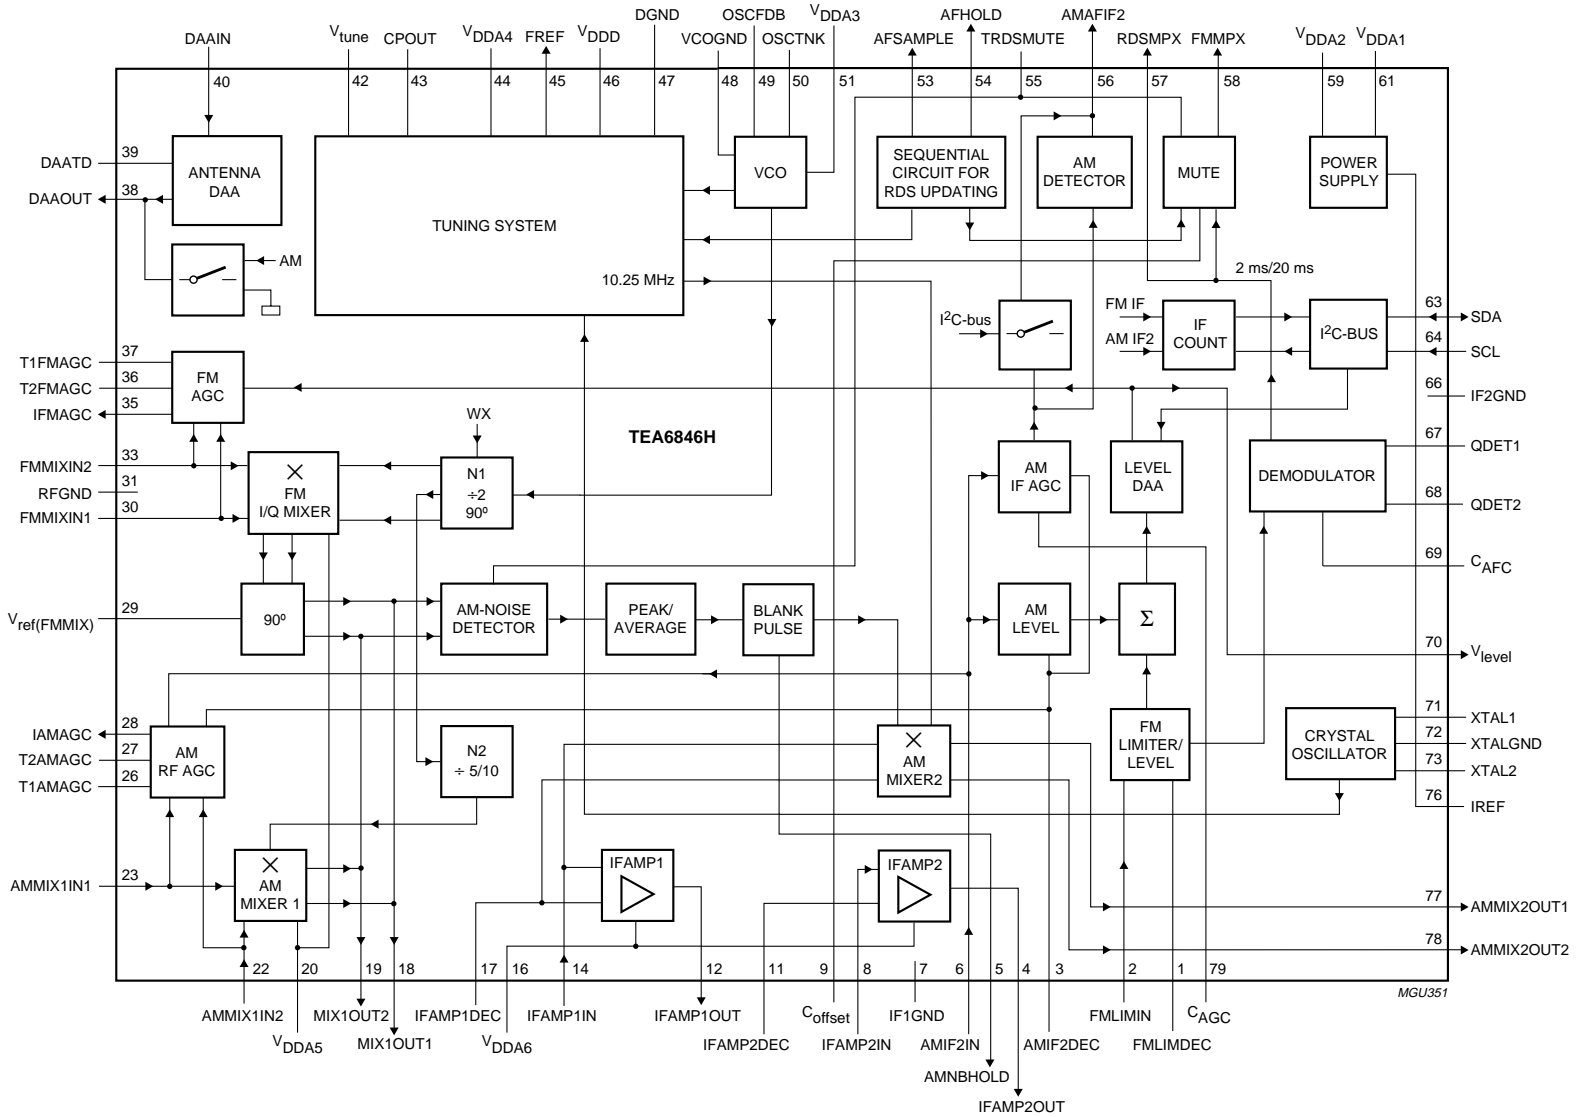 DGND OSCFDB VDDA3 AFHOLD AMAFIF2
DAAIN Vtune CPOUT VDDA4 FREF VDDD VCOGND OSCTNK AFSAMPLE TRDSMUTE RDSMPX FMMPX VDDA2 VDDA1
40 42 43 44 45 46 47 48 49 50 51 53 54 55 56 57 58 59 61
DAATD 39
DAAOUT 38
ANTENNA
DAA
TUNING SYSTEM
10.25 MHz
VCO
SEQUENTIAL
CIRCUIT FOR
RDS UPDATING
AM
DETECTOR
MUTE
POWER
SUPPLY
AM
2 ms/20 ms
I2C-bus
FM IF
AM IF2
IF
COUNT
I2C-BUS
63 SDA
64 SCL
66 IF2GND
T1FMAGC 37
T2FMAGC 36
IFMAGC 35
FM
AGC
WX
TEA6846H
FMMIXIN2 33
RFGND 31
FMMIXIN1 30
×
FM
I/Q MIXER
N1
÷2
90º
AM
IF AGC
LEVEL
DAA
DEMODULATOR
67 QDET1
68 QDET2
69 CAFC
Vref(FMMIX) 29
90º
AM-NOISE
DETECTOR
PEAK/
AVERAGE
BLANK
PULSE
AM
LEVEL
Σ
70 Vlevel
IAMAGC 28
T2AMAGC 27
T1AMAGC 26
AM
RF AGC
N2
÷ 5/10
×
AM
MIXER2
FM
LIMITER/
LEVEL
CRYSTAL
OSCILLATOR
71 XTAL1
72 XTALGND
73 XTAL2
76 IREF
AMMIX1IN1 23
×
AM
MIXER 1
IFAMP1
IFAMP2
77 AMMIX2OUT1
78 AMMIX2OUT2
22 20 19 18 17 16 14 12 11 9 8 7 6 5 4 3 2 1 79
MGU351
AMMIX1IN2 MIX1OUT2 IFAMP1DEC IFAMP1IN IFAMP1OUT Coffset IF1GND FMLIMIN CAGC
VDDA5 MIX1OUT1 VDDA6 IFAMP2DEC IFAMP2IN AMIF2IN AMIF2DEC FMLIMDEC
AMNBHOLD
IFAMP2OUT